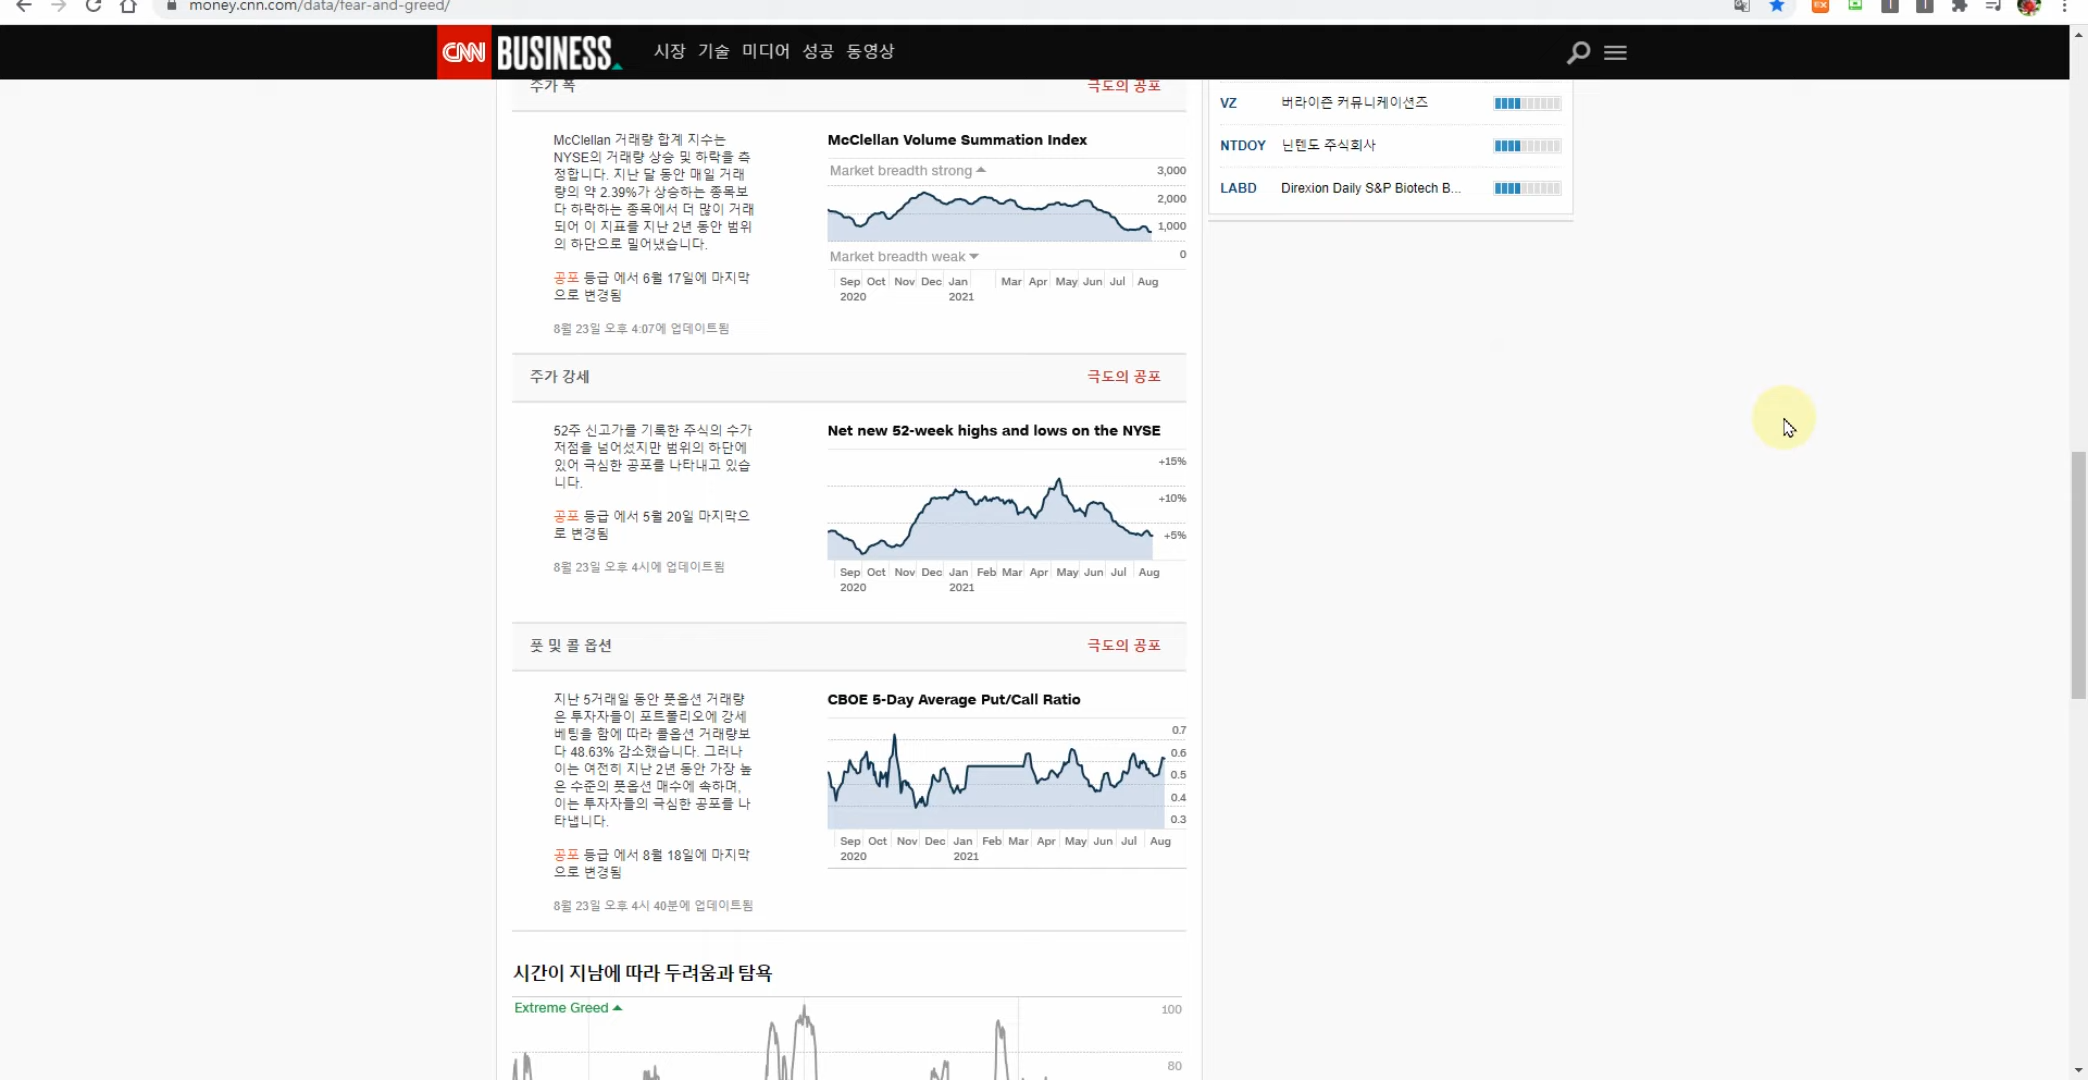 money.cnn.com/data/fear-and-greed/
CNN BUSINESS
시장 기술 미디어 성공 동영상
주가 폭
극도의 공포
McClellan 거래량 합계 지수는
NYSE의 거래량 상승 및 하락을 측
정합니다. 지난 달 동안 매일 거래
량의 약 2.39%가 상승하는 종목보
다 하락하는 종목에서 더 많이 거래
되어 이 지표를 지난 2년 동안 범위
의 하단으로 밀어냈습니다.
공포 등급 에서 6월 17일에 마지막
으로 변경됨
8월 23일 오후 4:07에 업데이트됨
McClellan Volume Summation Index
Market breadth strong
3,000
2,000
1,000
0
Market breadth weak
Sep Oct Nov Dec Jan Mar Apr May Jun Jul Aug
2020 2021
VZ 버라이즌 커뮤니케이션즈
NTDOY 닌텐도 주식회사
LABD Direxion Daily S&P Biotech B...
주가 강세
극도의 공포
52주 신고가를 기록한 주식의 수가
저점을 넘어섰지만 범위의 하단에
있어 극심한 공포를 나타내고 있습
니다.
공포 등급 에서 5월 20일 마지막으
로 변경됨
8월 23일 오후 4시에 업데이트됨
Net new 52-week highs and lows on the NYSE
+15%
+10%
+5%
Sep Oct Nov Dec Jan Feb Mar Apr May Jun Jul Aug
2020 2021
풋 및 콜 옵션
극도의 공포
지난 5거래일 동안 풋옵션 거래량
은 투자자들이 포트폴리오에 강세
베팅을 함에 따라 콜옵션 거래량보
다 48.63% 감소했습니다. 그러나
이는 여전히 지난 2년 동안 가장 높
은 수준의 풋옵션 매수에 속하며,
이는 투자자들의 극심한 공포를 나
타냅니다.
공포 등급 에서 8월 18일에 마지막
으로 변경됨
8월 23일 오후 4시 40분에 업데이트됨
CBOE 5-Day Average Put/Call Ratio
0.7
0.6
0.5
0.4
0.3
Sep Oct Nov Dec Jan Feb Mar Apr May Jun Jul Aug
2020 2021
시간이 지남에 따라 두려움과 탐욕
Extreme Greed
100
80